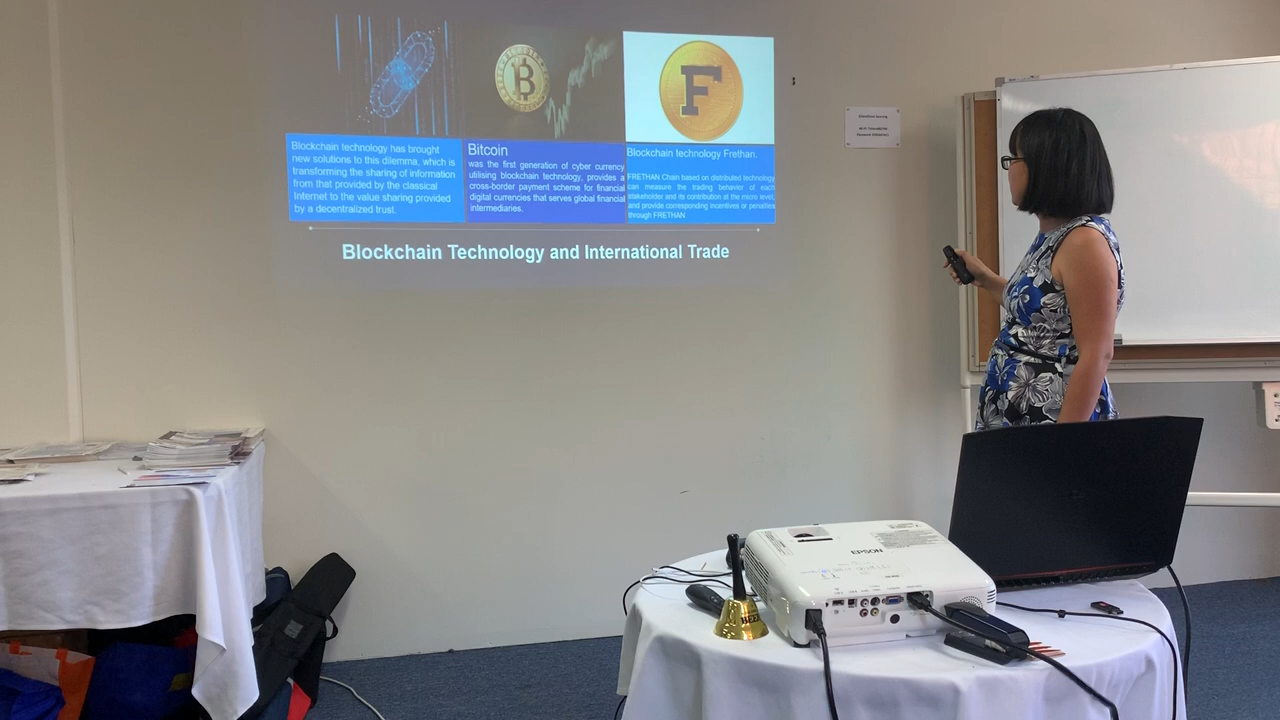 B
F
Blockchain technology has brought
new solutions to this dilemma, which is
transforming the sharing of information
from that provided by the classical
Internet to the value sharing provided
by a decentralized trust.
Bitcoin
was the first generation of cyber currency
utilising blockchain technology, provides a
cross-border payment scheme for financial
digital currencies that serves global financial
intermediaries.
Blockchain technology Frethan.
FRETHAN Chain based on distributed technology
can measure the trading behavior of each
stakeholder and its contribution at the micro level,
and provide corresponding incentives or penalties
through FRETHAN
Blockchain Technology and International Trade
EPSON